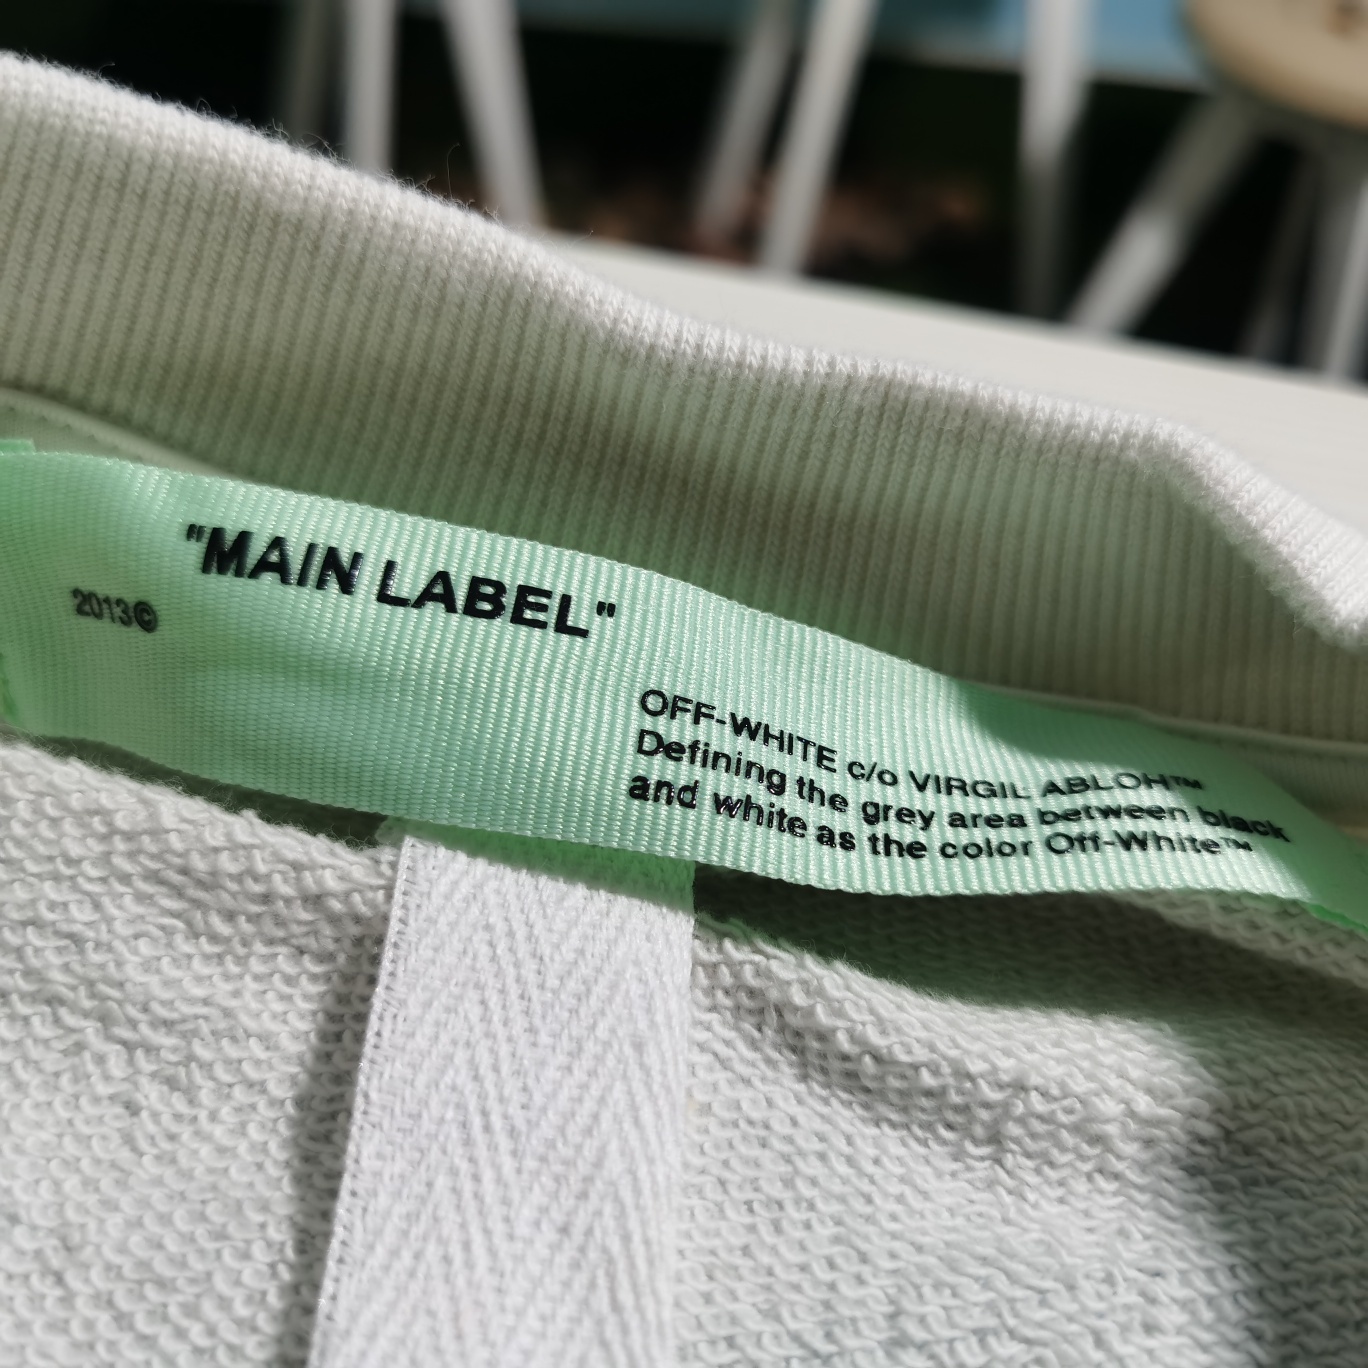 "MAIN LABEL"
2013©
OFF-WHITE c/o VIRGIL ABLOH™
Defining the grey area between black
and white as the color Off-White™